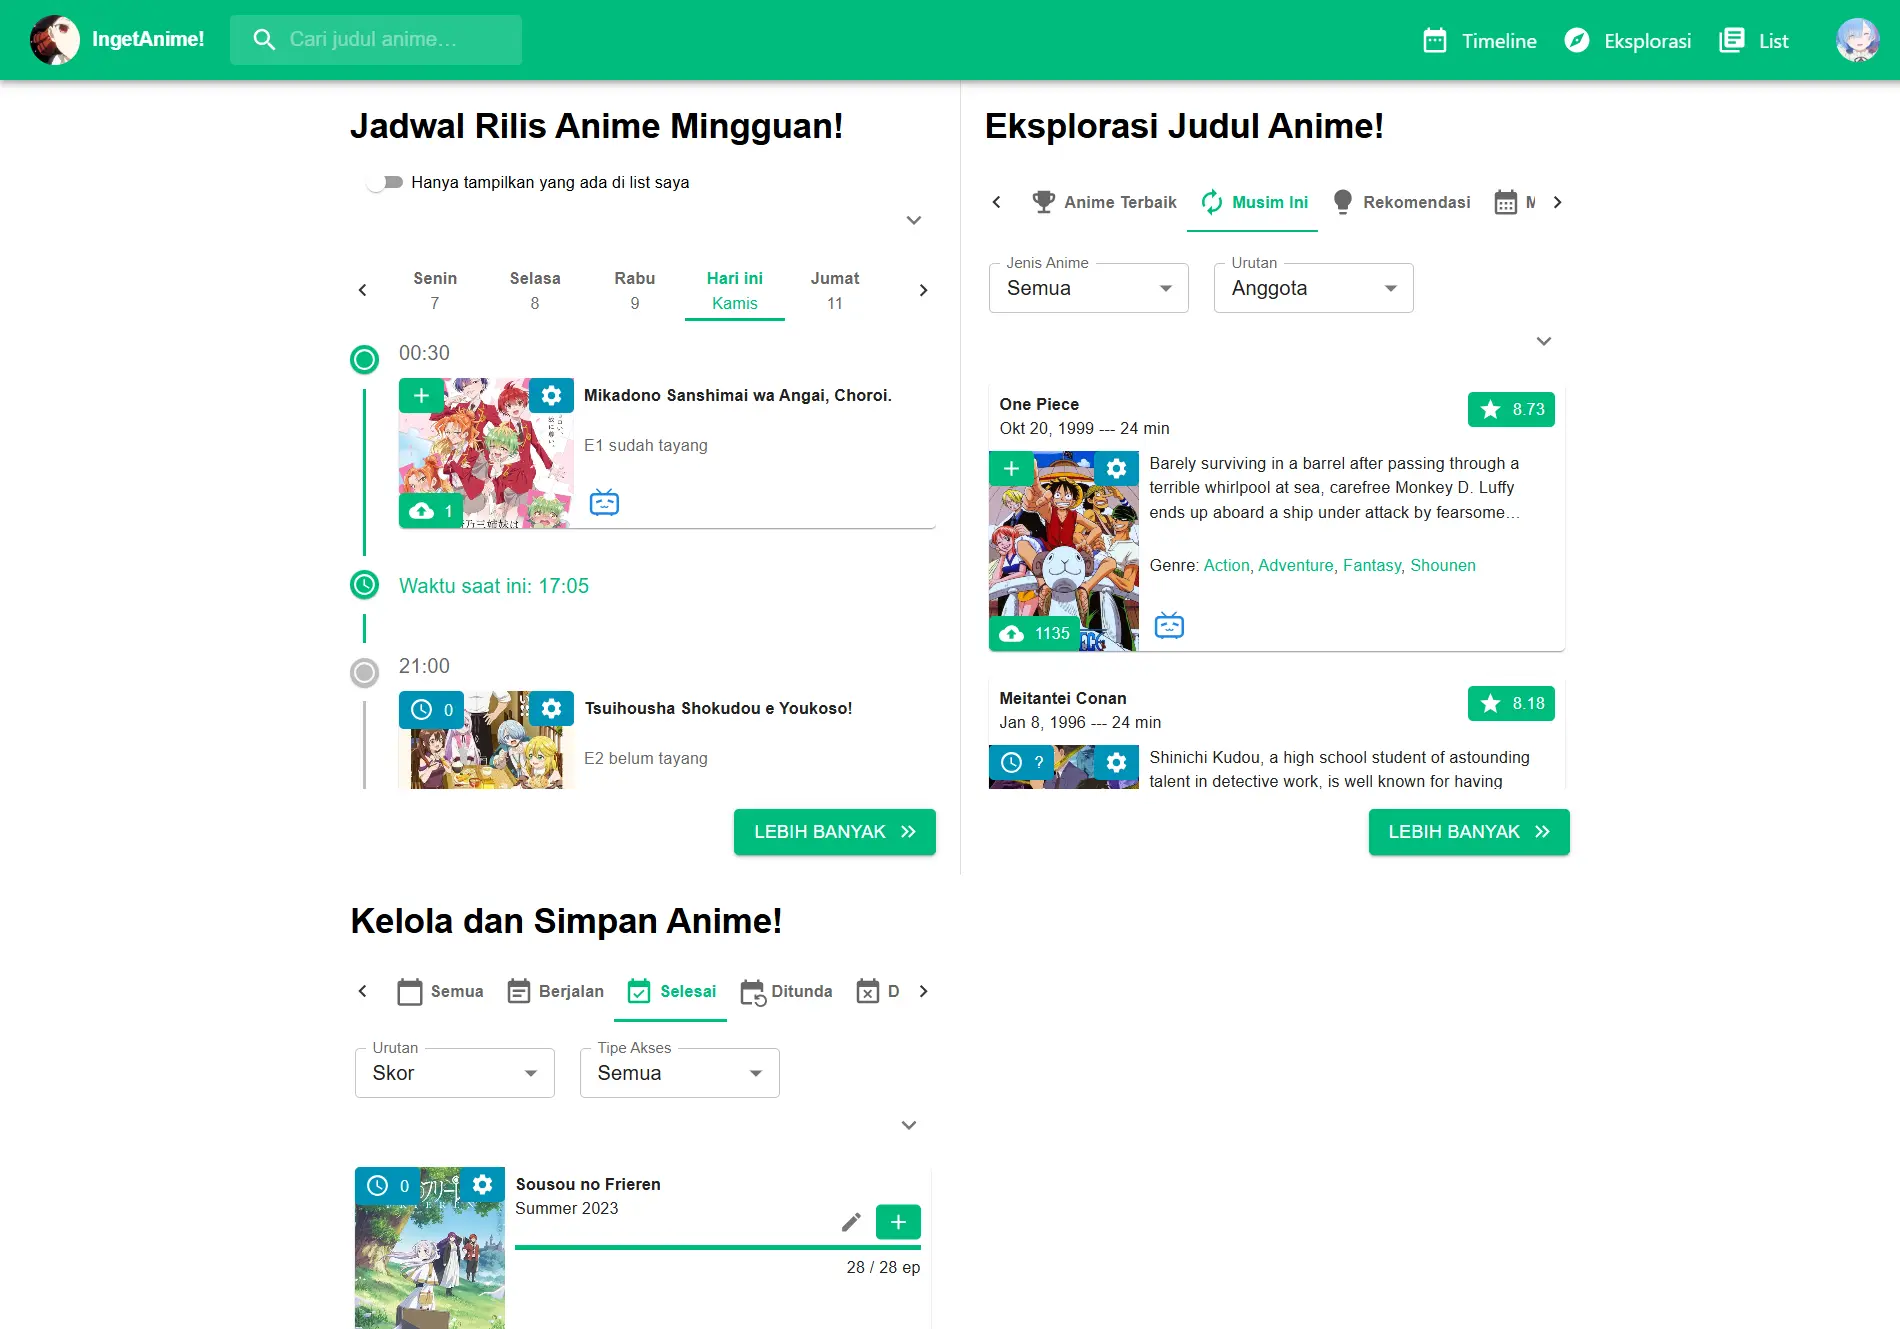 IngetAnime!
Cari judul anime...
Timeline
Eksplorasi
List
Jadwal Rilis Anime Mingguan!
Hanya tampilkan yang ada di list saya
Senin
7
Selasa
8
Rabu
9
Hari ini
Kamis
Jumat
11
00:30
Mikadono Sanshimai wa Angai, Choroi.
E1 sudah tayang
1
Waktu saat ini: 17:05
21:00
0
Tsuihousha Shokudou e Youkoso!
E2 belum tayang
LEBIH BANYAK
Eksplorasi Judul Anime!
Anime Terbaik
Musim Ini
Rekomendasi
M
Jenis Anime
Semua
Urutan
Anggota
One Piece
Okt 20, 1999 --- 24 min
8.73
Barely surviving in a barrel after passing through a
terrible whirlpool at sea, carefree Monkey D. Luffy
ends up aboard a ship under attack by fearsome...
Genre: Action, Adventure, Fantasy, Shounen
1135
Meitantei Conan
Jan 8, 1996 --- 24 min
8.18
?
Shinichi Kudou, a high school student of astounding
talent in detective work, is well known for having
LEBIH BANYAK
Kelola dan Simpan Anime!
Semua
Berjalan
Selesai
Ditunda
D
Urutan
Skor
Tipe Akses
Semua
0
Sousou no Frieren
Summer 2023
28 / 28 ep